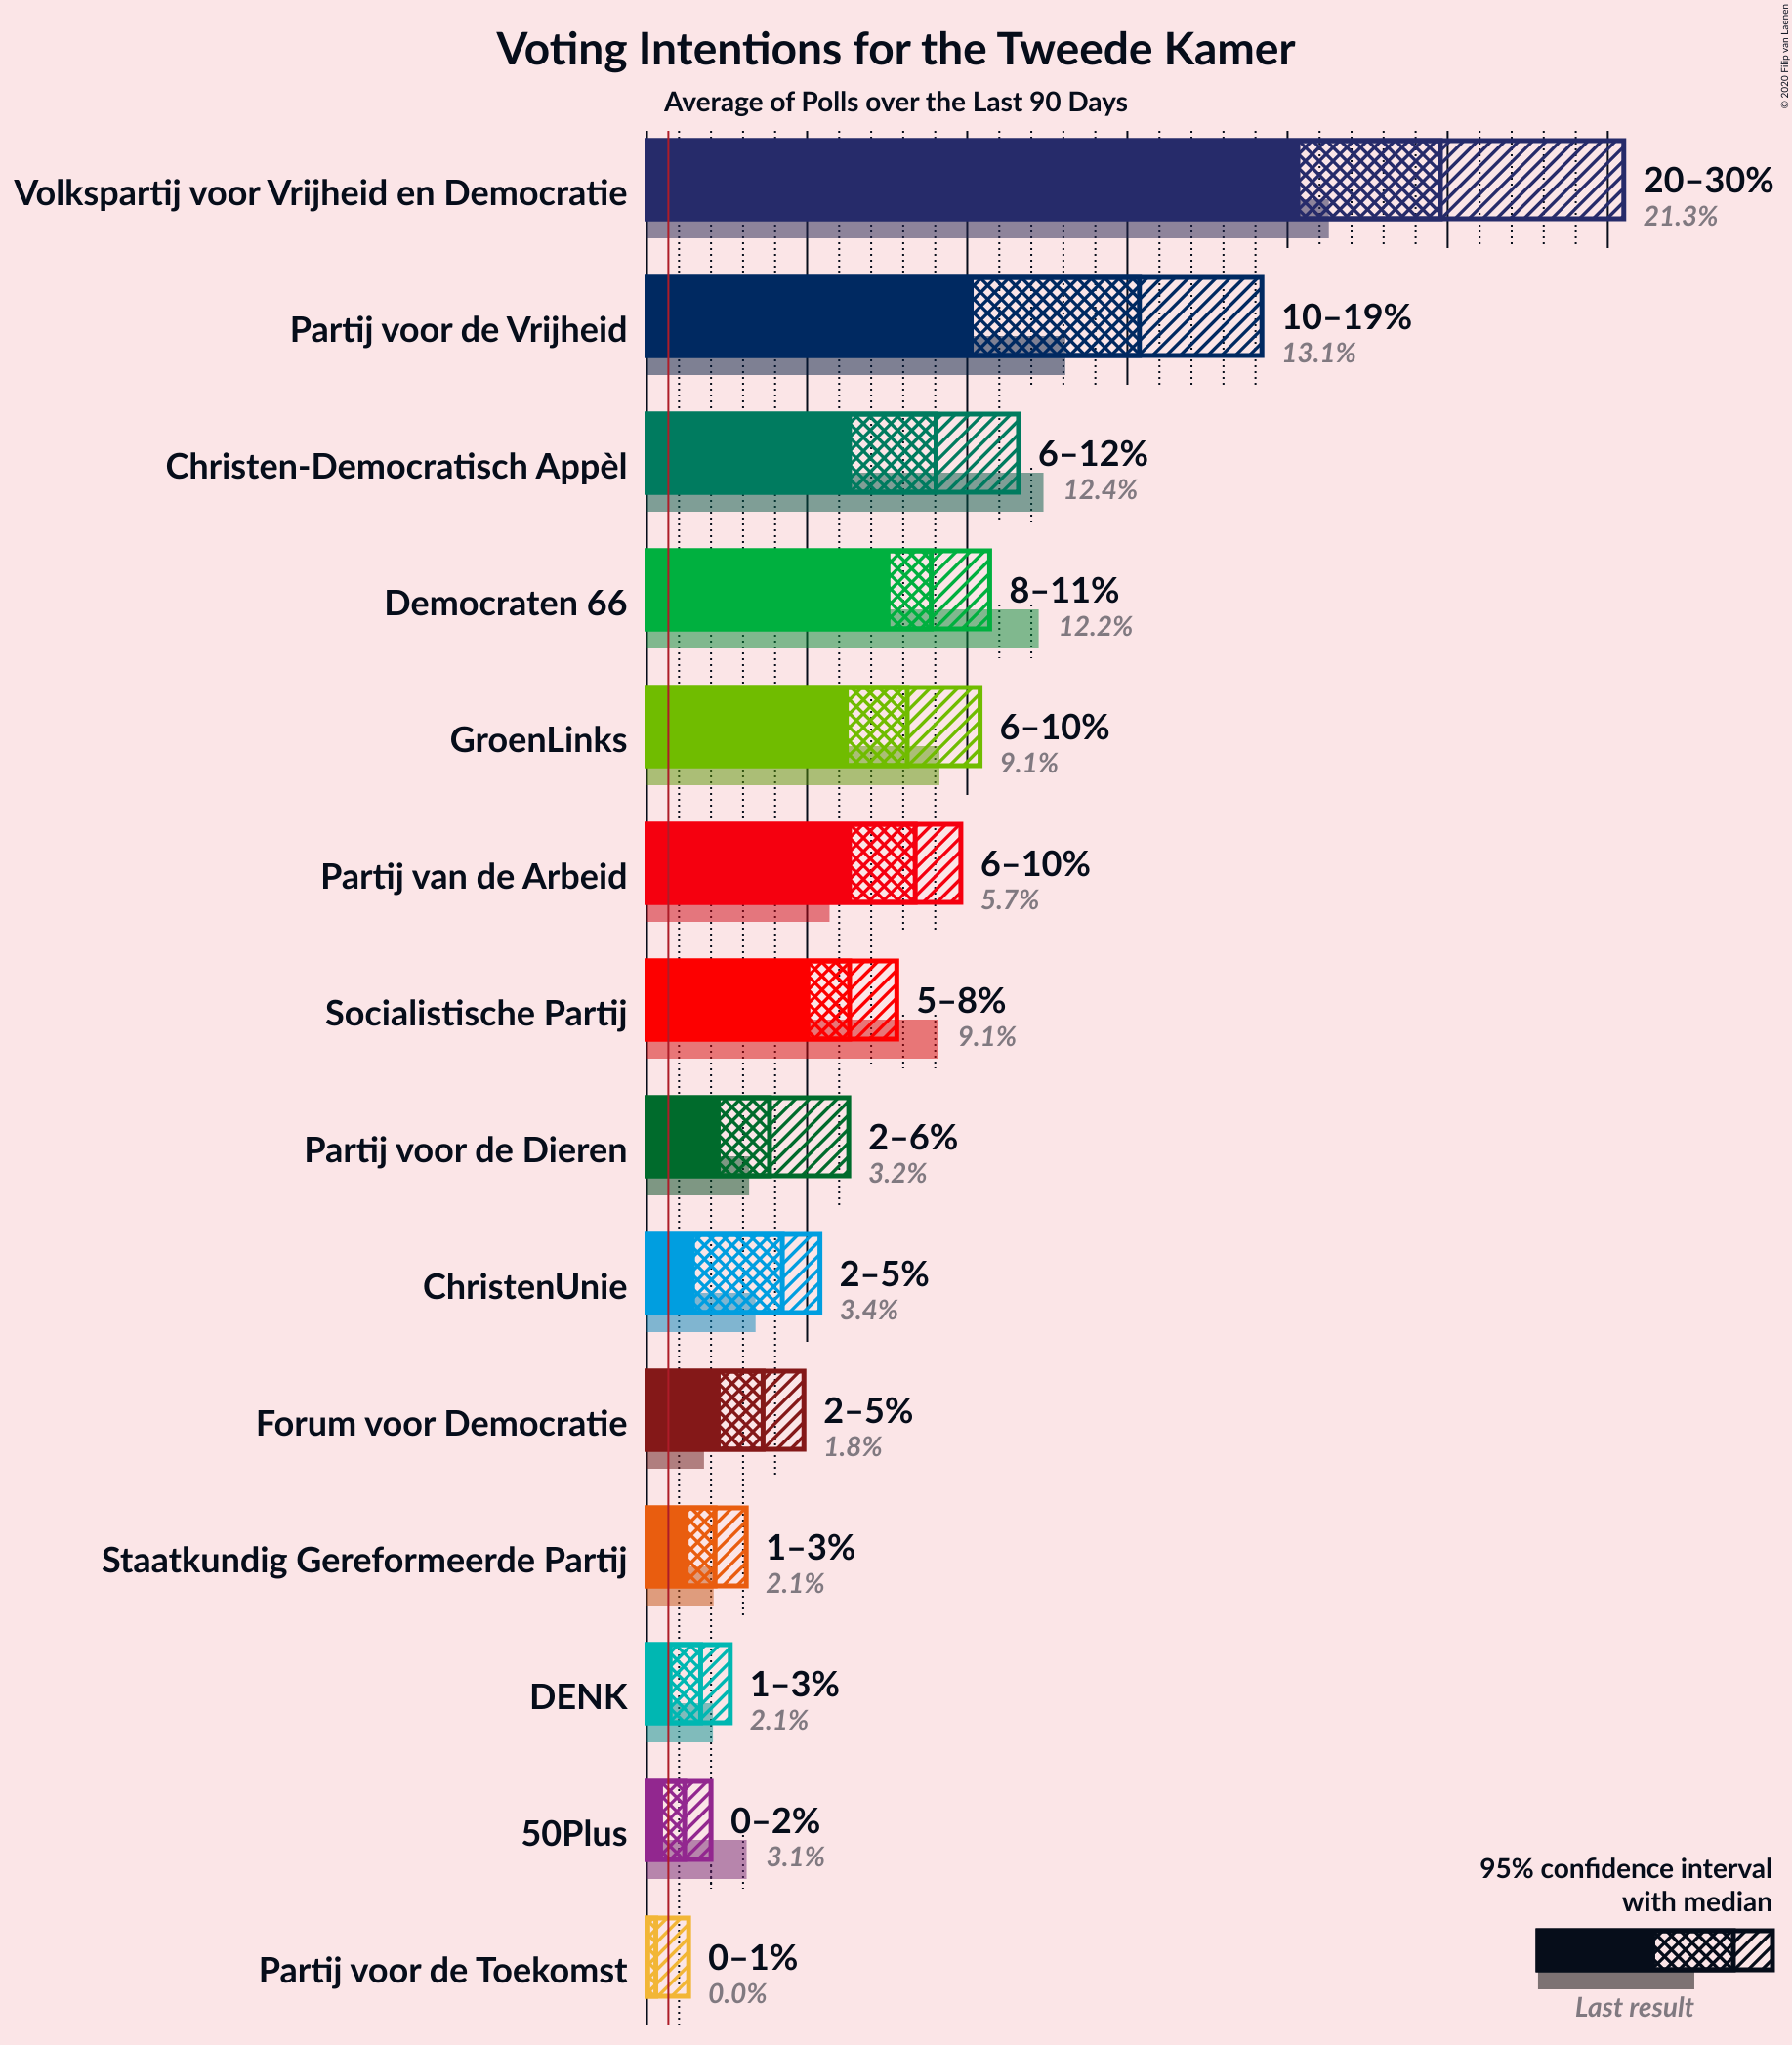 Voting Intentions for the Tweede Kamer
Average of Polls over the Last 90 Days
© 2020 Filip van Laenen
Volkspartij voor Vrijheid en Democratie
20–30%
21.3%
Partij voor de Vrijheid
10–19%
13.1%
Christen-Democratisch Appèl
6–12%
12.4%
Democraten 66
8–11%
12.2%
GroenLinks
6–10%
9.1%
Partij van de Arbeid
6–10%
5.7%
Socialistische Partij
5–8%
9.1%
Partij voor de Dieren
2–6%
3.2%
ChristenUnie
2–5%
3.4%
Forum voor Democratie
2–5%
1.8%
Staatkundig Gereformeerde Partij
1–3%
2.1%
DENK
1–3%
2.1%
50Plus
0–2%
3.1%
Partij voor de Toekomst
0–1%
0.0%
95% confidence interval
with median
Last result